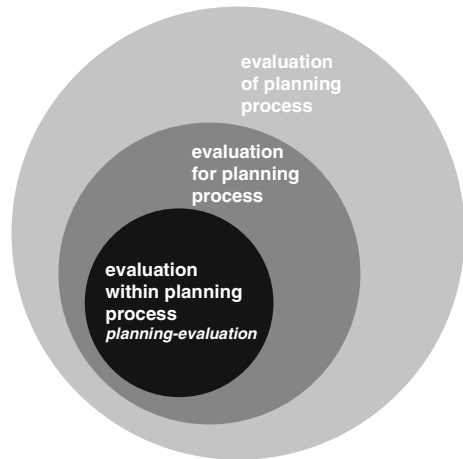 evaluation
of planning
process
evaluation
for planning
process
evaluation
within planning
process
planning-evaluation